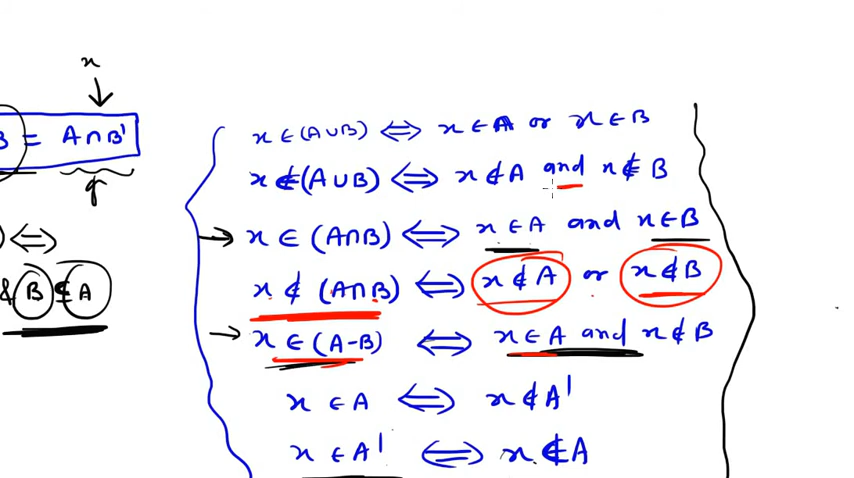 x
B = A∩B'
q
) ⇔
& B ⊄ A
x ∈ (A∪B) ⇔ x ∈ A or x ∈ B
x ∉ (A∪B) ⇔ x ∉ A and x ∉ B
→ x ∈ (A∩B) ⇔ x ∈ A and x ∈ B
x ∉ (A∩B) ⇔ x ∉ A or x ∉ B
→ x ∈ (A-B) ⇔ x ∈ A and x ∉ B
x ∈ A ⇔ x ∉ A'
x ∈ A' ⇔ x ∉ A